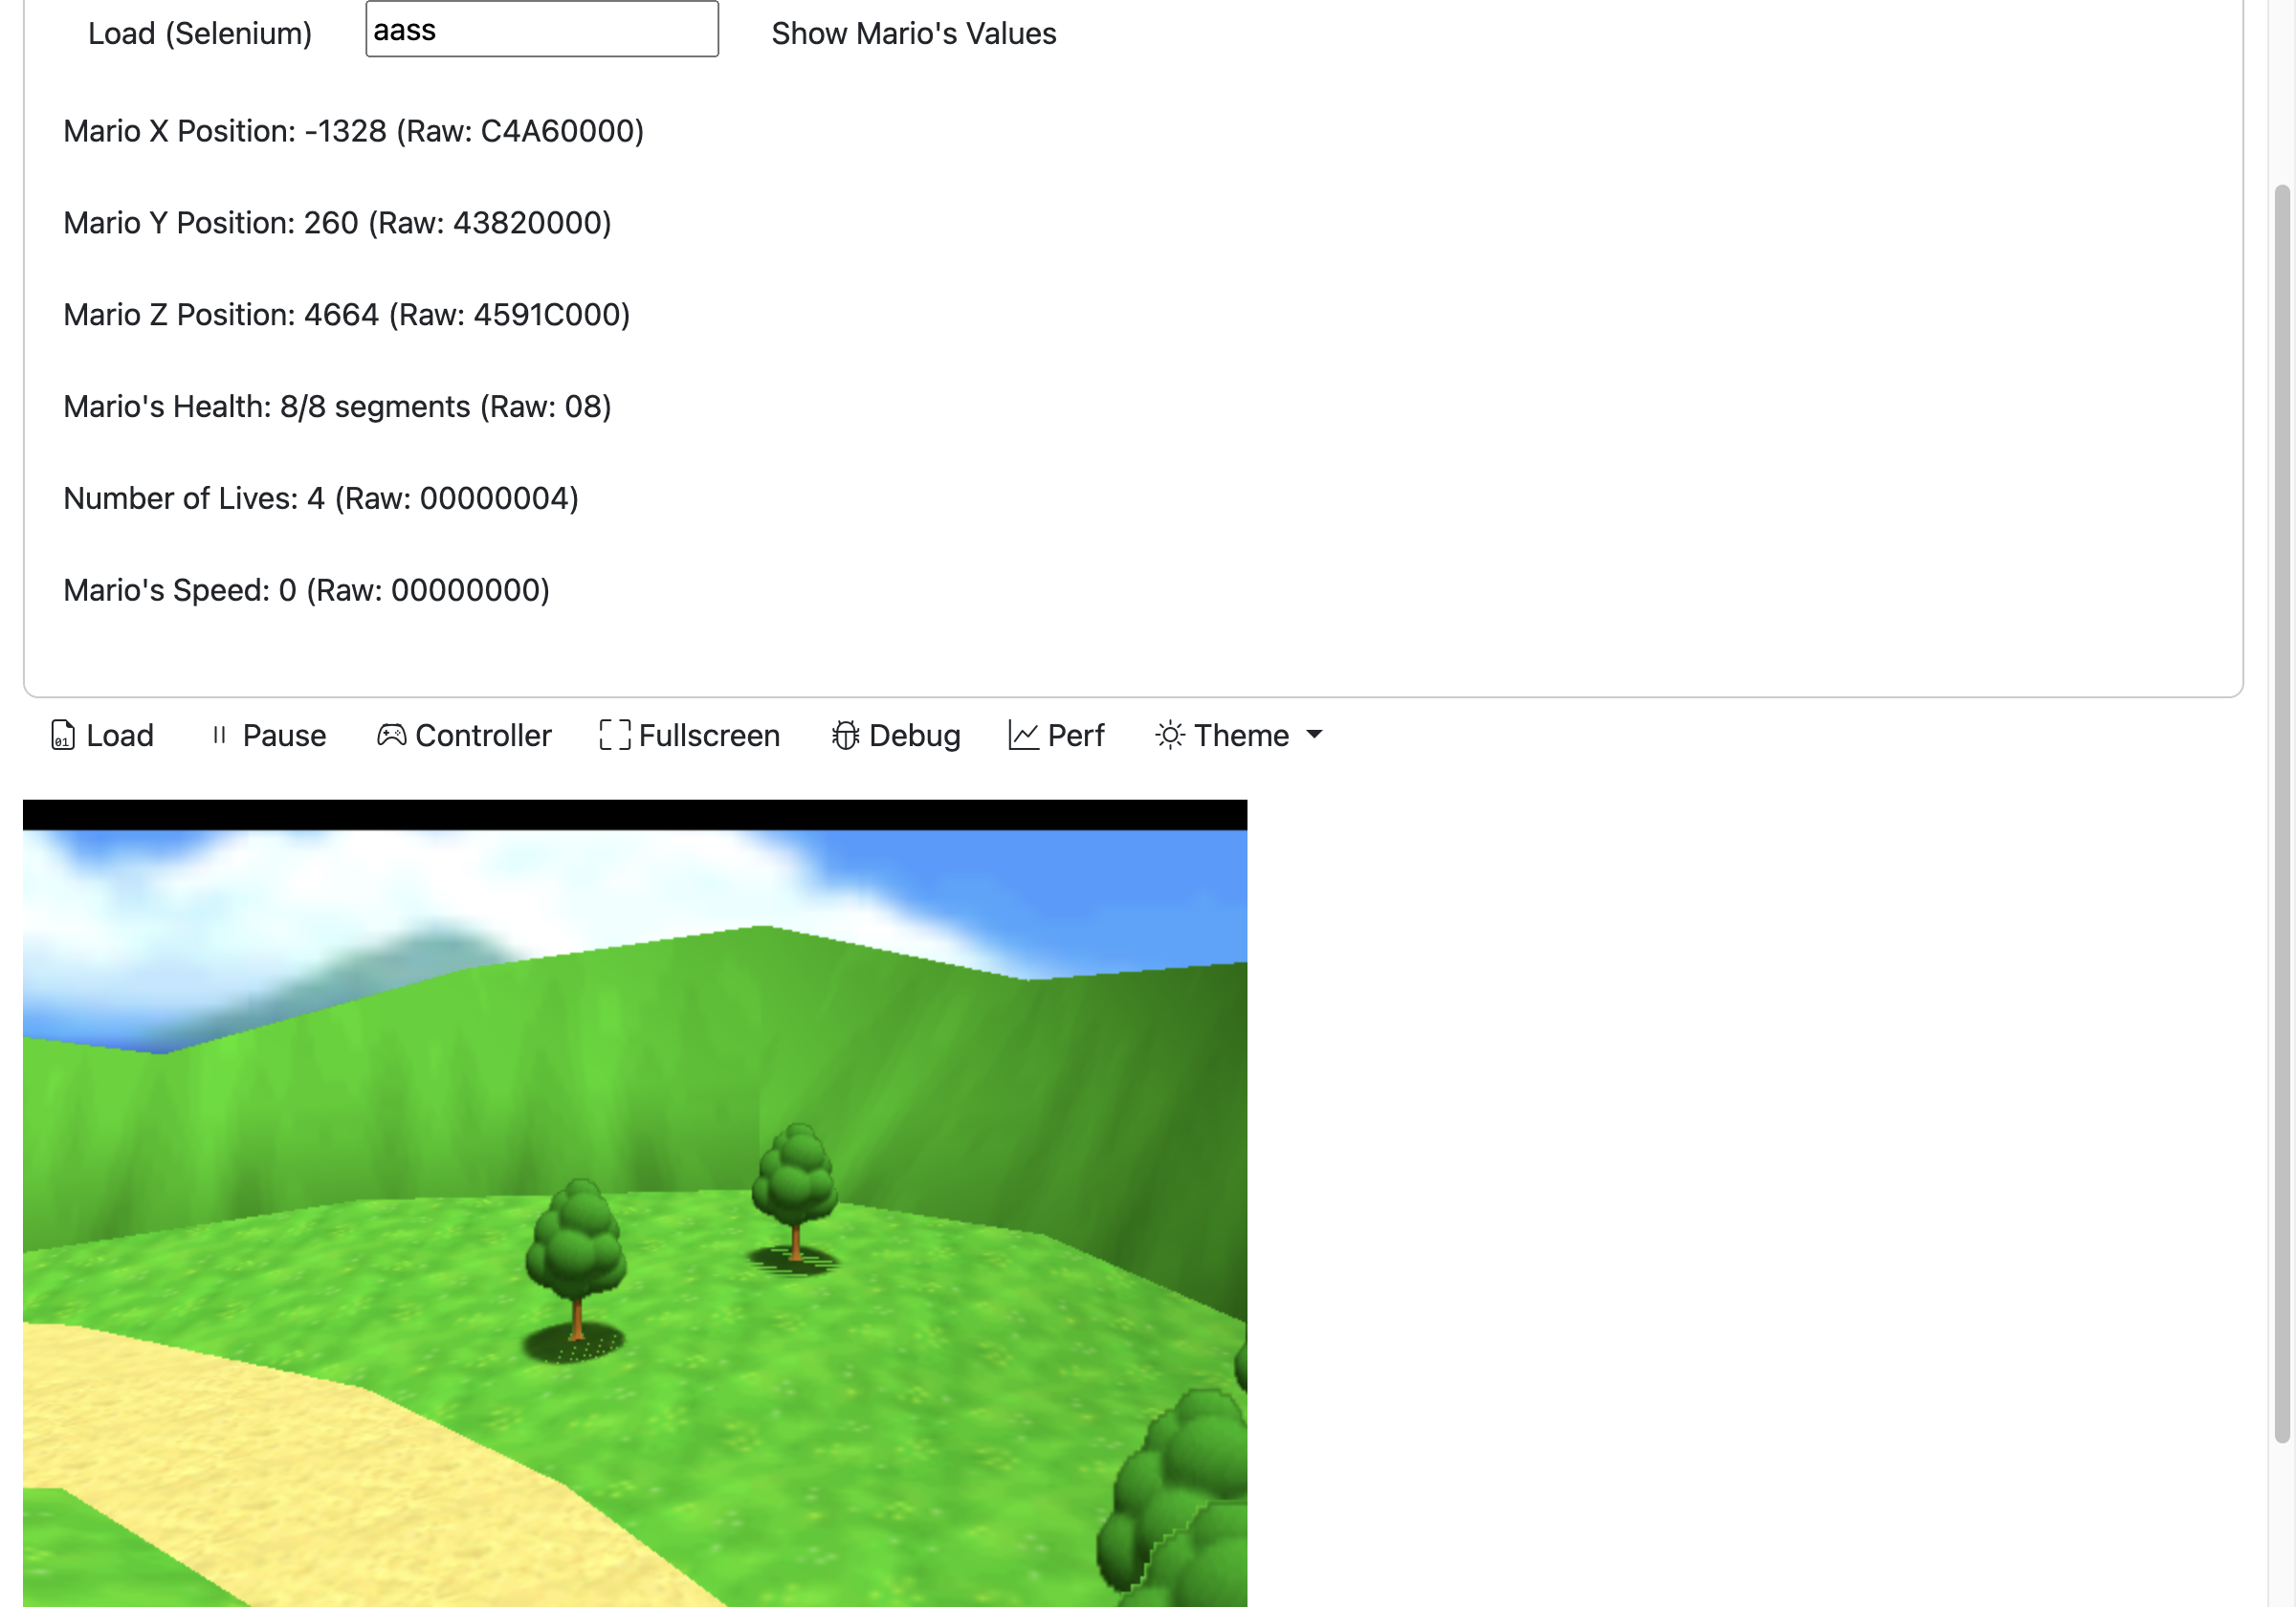 Load (Selenium) aass Show Mario's Values
Mario X Position: -1328 (Raw: C4A60000)
Mario Y Position: 260 (Raw: 43820000)
Mario Z Position: 4664 (Raw: 4591C000)
Mario's Health: 8/8 segments (Raw: 08)
Number of Lives: 4 (Raw: 00000004)
Mario's Speed: 0 (Raw: 00000000)
01 Load Pause Controller Fullscreen Debug Perf Theme